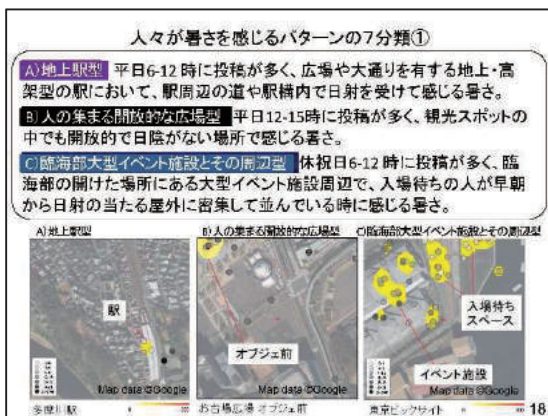 人々が暑さを感じるパターンの7分類①
A)地上駅型 平日6-12時に投稿が多く、広場や大通りを有する地上・高
架型の駅において、駅周辺の道や駅構内で日射を受けて感じる暑さ。
B)人の集まる開放的な広場型 平日12-15時に投稿が多く、観光スポットの
中でも開放的で日陰がない場所で感じる暑さ。
C)臨海部大型イベント施設とその周辺型 休祝日6-12時に投稿が多く、臨
海部の開けた場所にある大型イベント施設周辺で、入場待ちの人が早朝
から日射の当たる屋外に密集して並んでいる時に感じる暑さ。
A)地上駅型
B)人の集まる開放的な広場型
C)臨海部大型イベント施設とその周辺型
駅
オブジェ前
入場待ち
スペース
イベント施設
Map data ©Google
Map data ©Google
Map data ©Google
多摩川駅
お台場広場 オブジェ前
東京ビックサイト
18